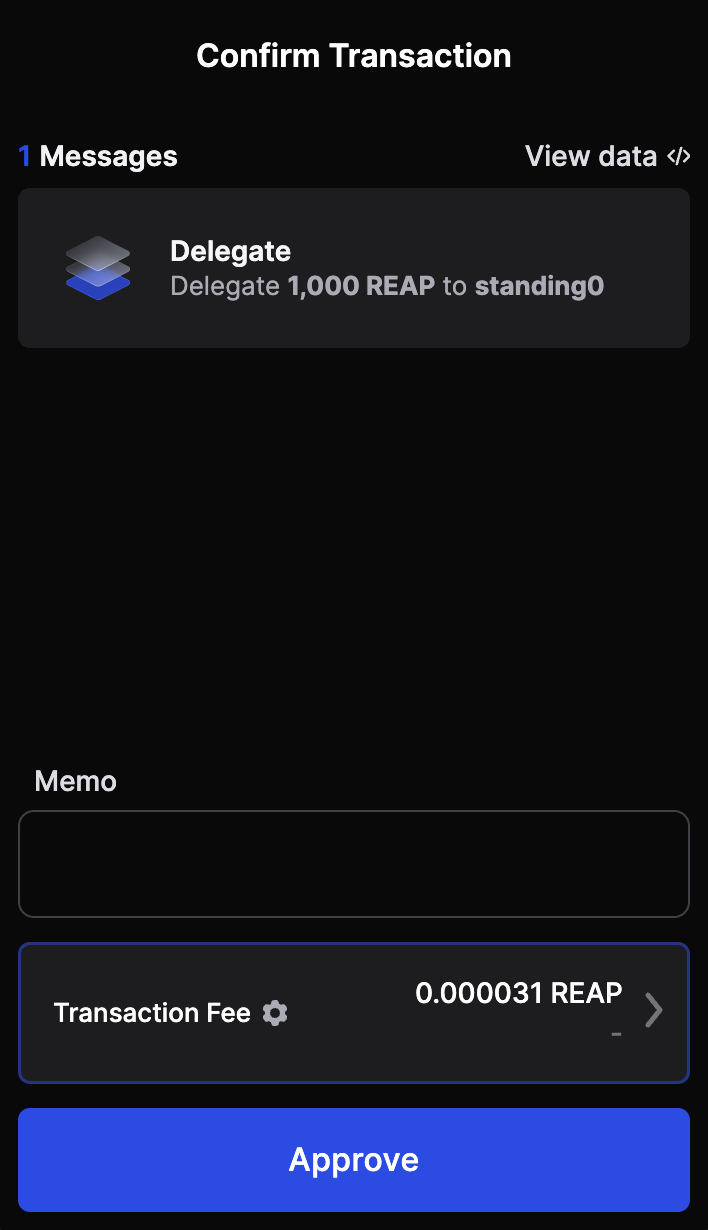 Confirm Transaction
1 Messages
View data </>
Delegate
Delegate 1,000 REAP to standing0
Memo
Transaction Fee
0.000031 REAP
-
Approve